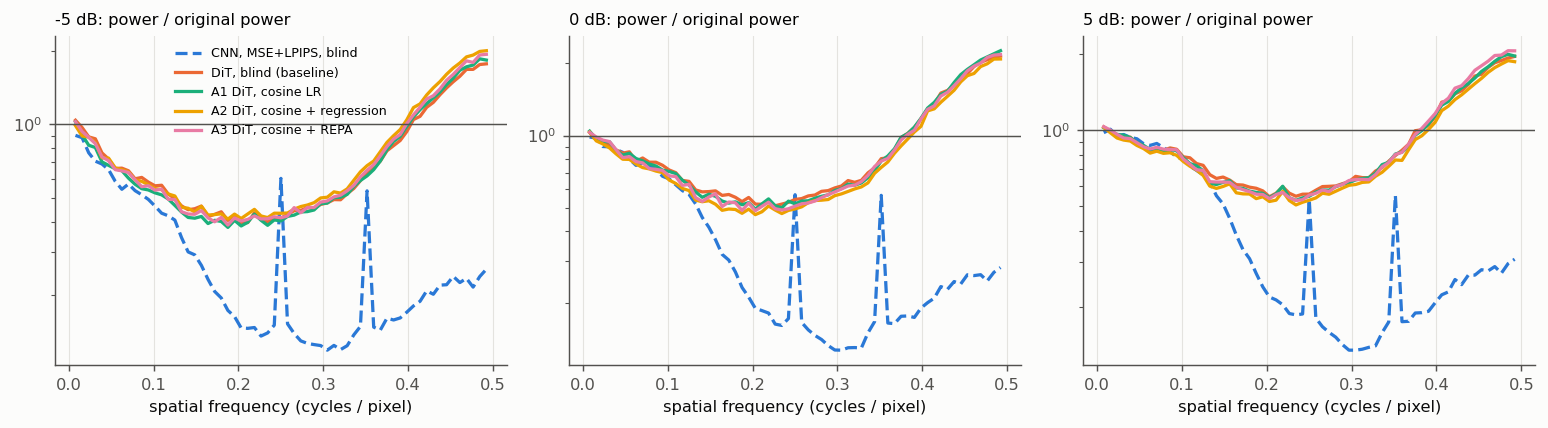 -5 dB: power / original power
CNN, MSE+LPIPS, blind
DiT, blind (baseline)
A1 DiT, cosine LR
A2 DiT, cosine + regression
A3 DiT, cosine + REPA
10⁰
0.0 0.1 0.2 0.3 0.4 0.5
spatial frequency (cycles / pixel)
0 dB: power / original power
10⁰
0.0 0.1 0.2 0.3 0.4 0.5
spatial frequency (cycles / pixel)
5 dB: power / original power
10⁰
0.0 0.1 0.2 0.3 0.4 0.5
spatial frequency (cycles / pixel)